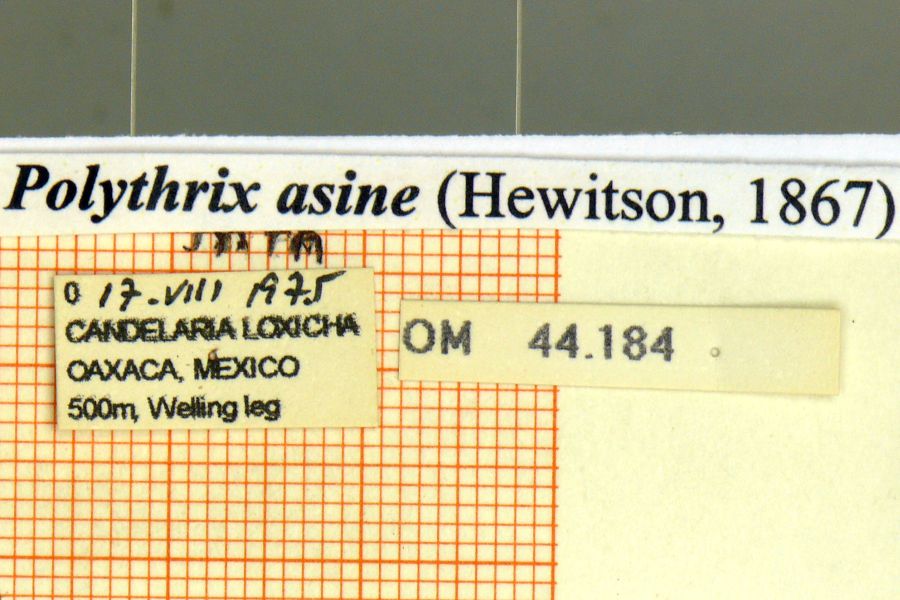 Polythrix asine (Hewitson, 1867)
0 17-VIII 1975
CANDELARIA LOXICHA
OAXACA, MEXICO
500m, Welling leg
OM 44.184